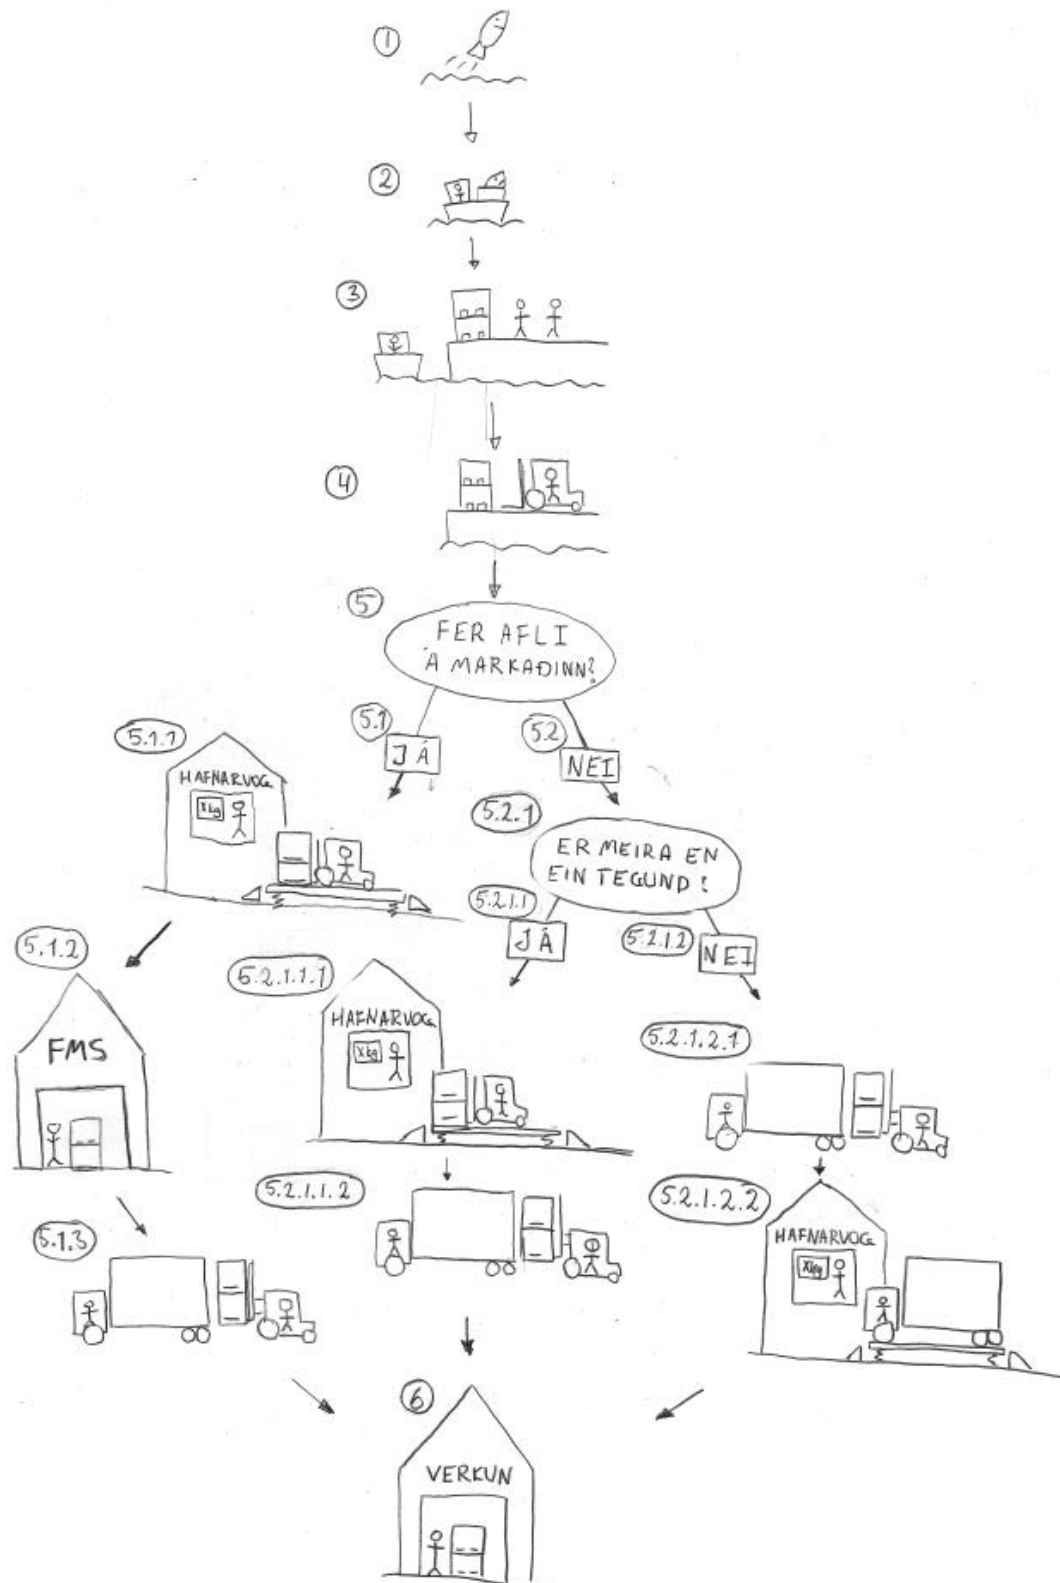 1
2
3
4
5
FER AFLI
Á MARKAÐINN?
5.1
JÁ
5.2
NEI
5.1.1
HAFNARVOG
Xkg
5.2.1
ER MEIRA EN
EIN TEGUND?
5.2.1.1
JÁ
5.2.1.2
NEI
5.1.2
FMS
5.2.1.1.1
HAFNARVOG
Xkg
5.2.1.2.1
5.1.3
5.2.1.1.2
5.2.1.2.2
HAFNARVOG
Xkg
6
VERKUN